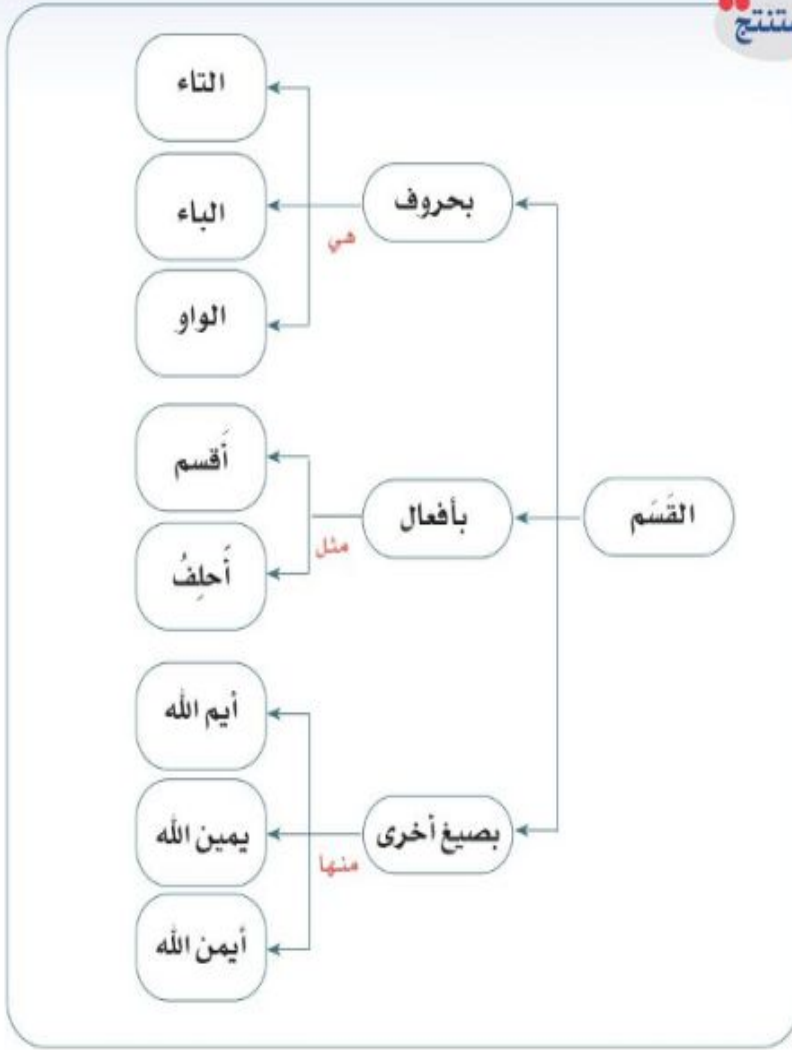 القَسَم
بحروف
هي
التاء
الباء
الواو
بأفعال
مثل
أَقسم
أَحلِفُ
بصيغ أخرى
منها
أيم الله
يمين الله
أيمن الله